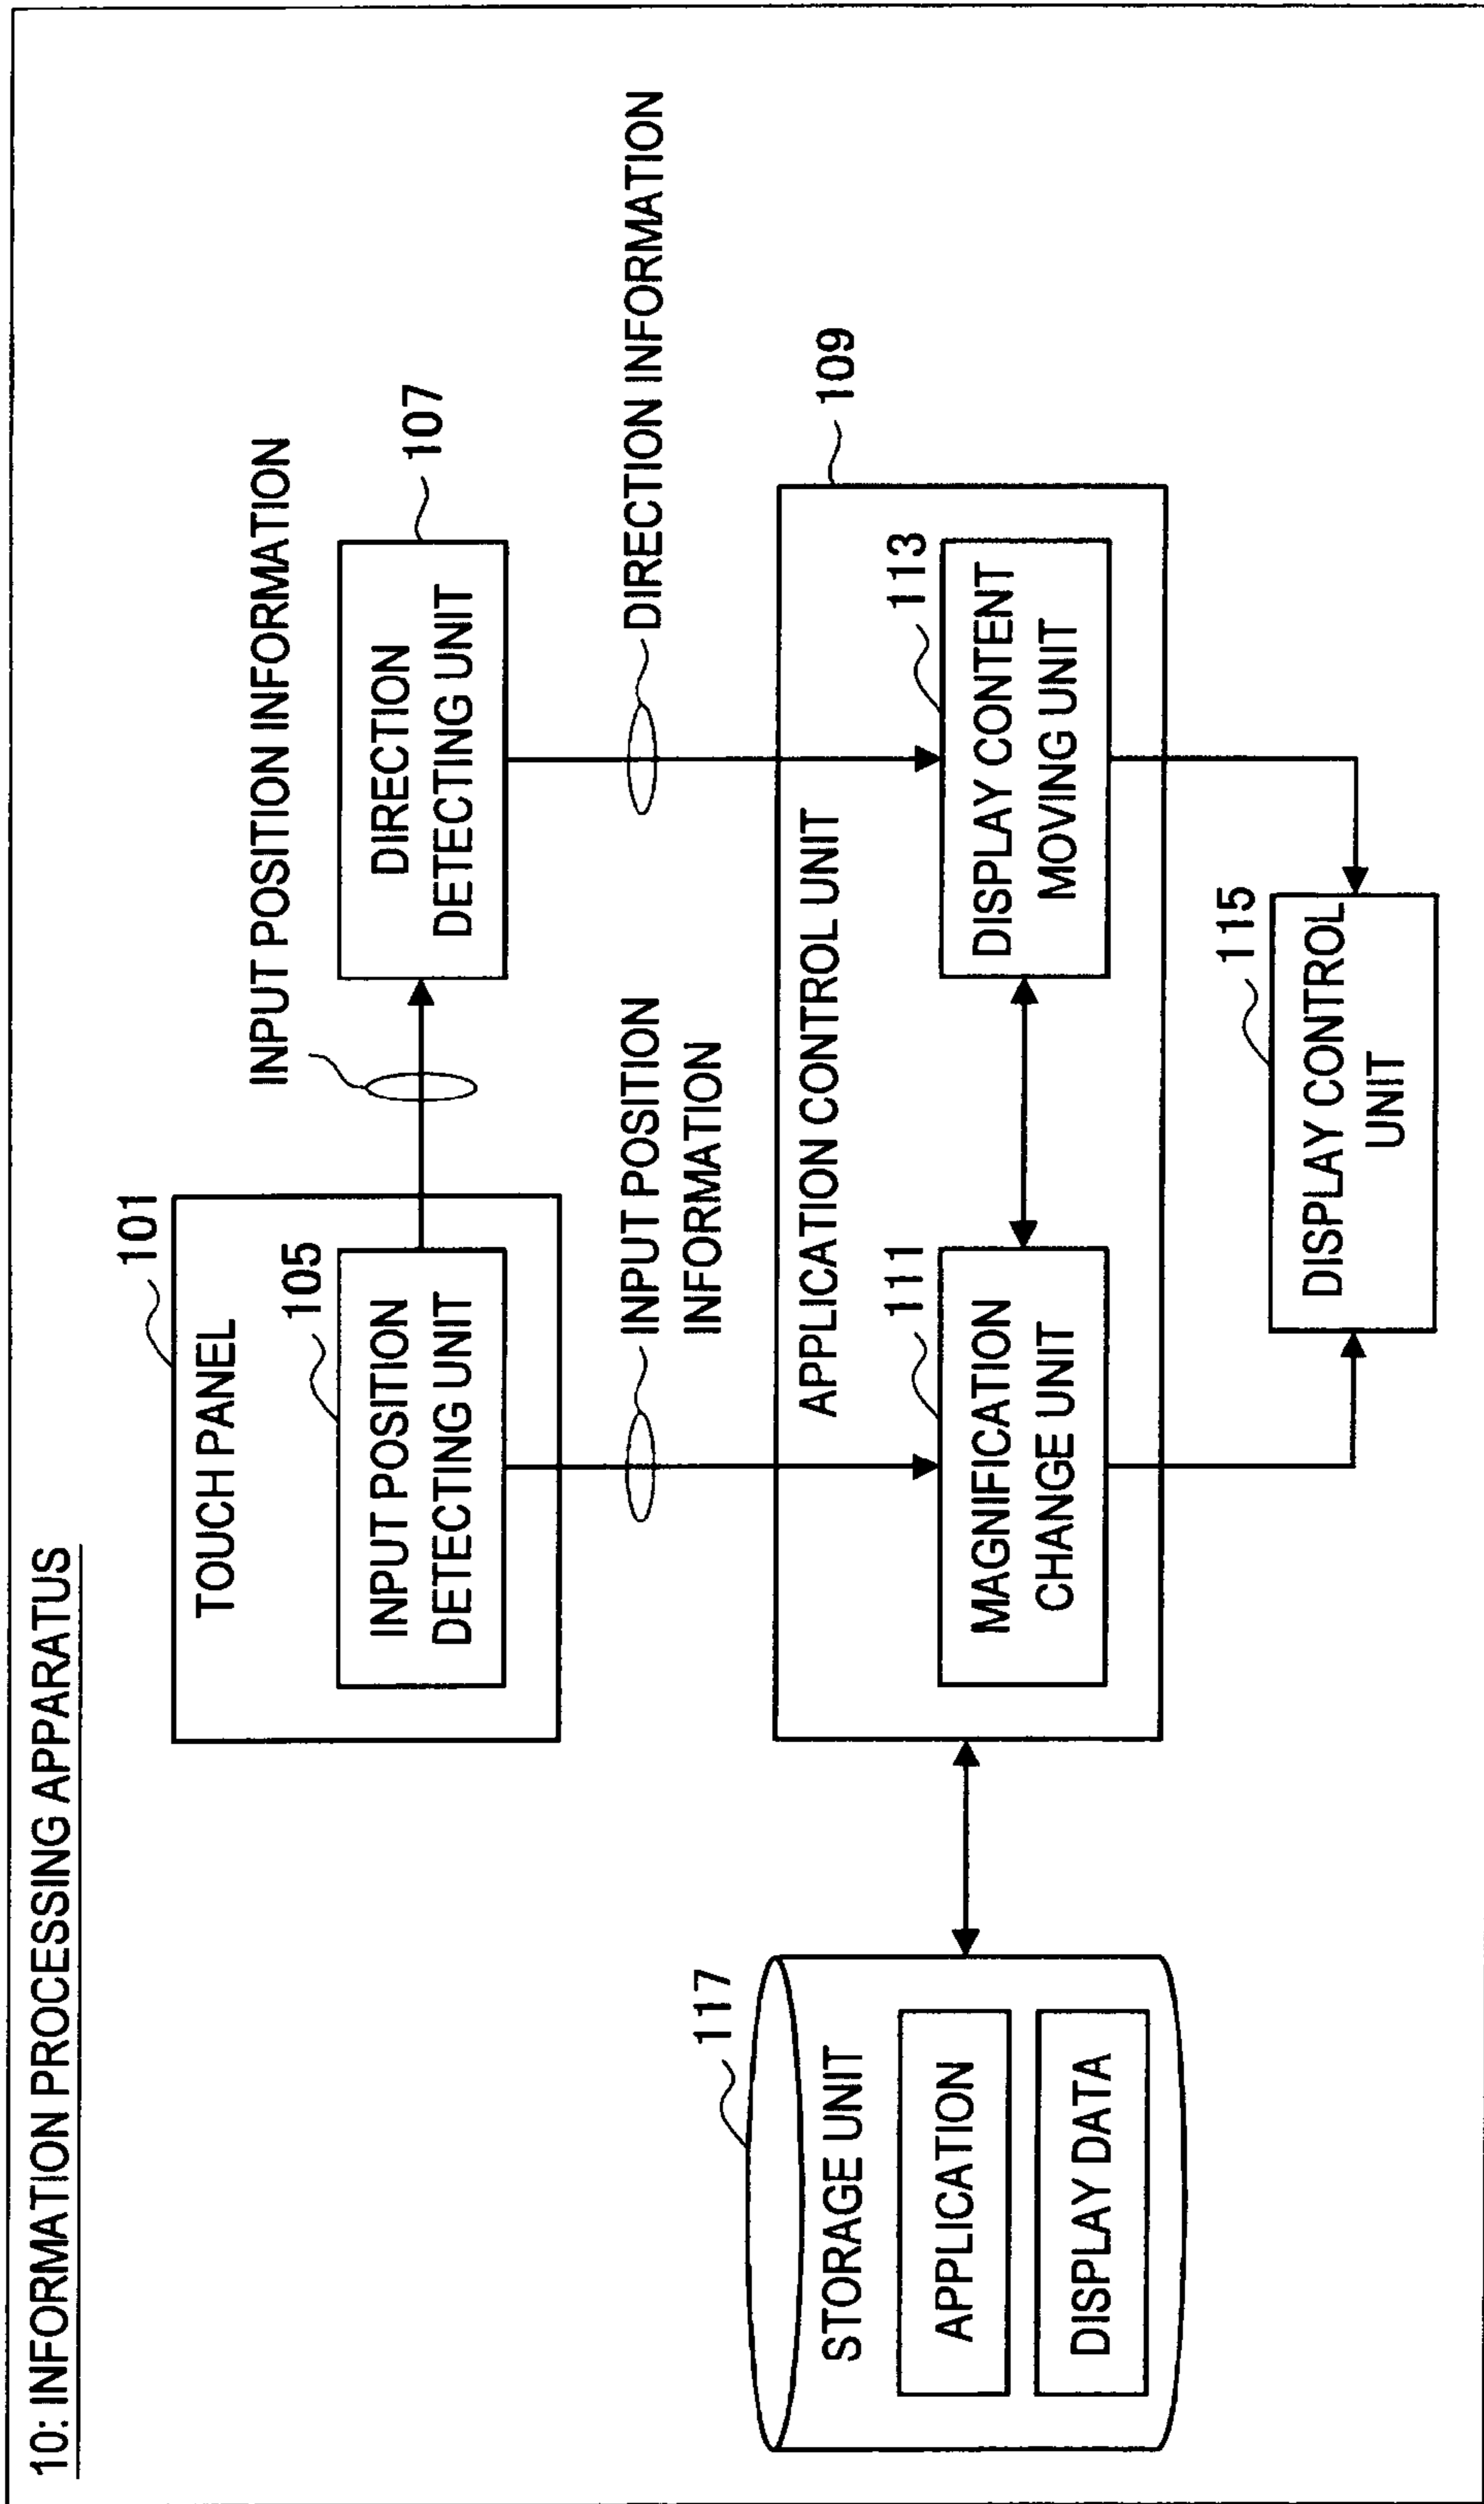 10: INFORMATION PROCESSING APPARATUS
101
TOUCH PANEL
105
INPUT POSITION
DETECTING UNIT
INPUT POSITION INFORMATION
107
DIRECTION
DETECTING UNIT
INPUT POSITION
INFORMATION
DIRECTION INFORMATION
117
STORAGE UNIT
APPLICATION
DISPLAY DATA
109
APPLICATION CONTROL UNIT
111
MAGNIFICATION
CHANGE UNIT
113
DISPLAY CONTENT
MOVING UNIT
115
DISPLAY CONTROL
UNIT